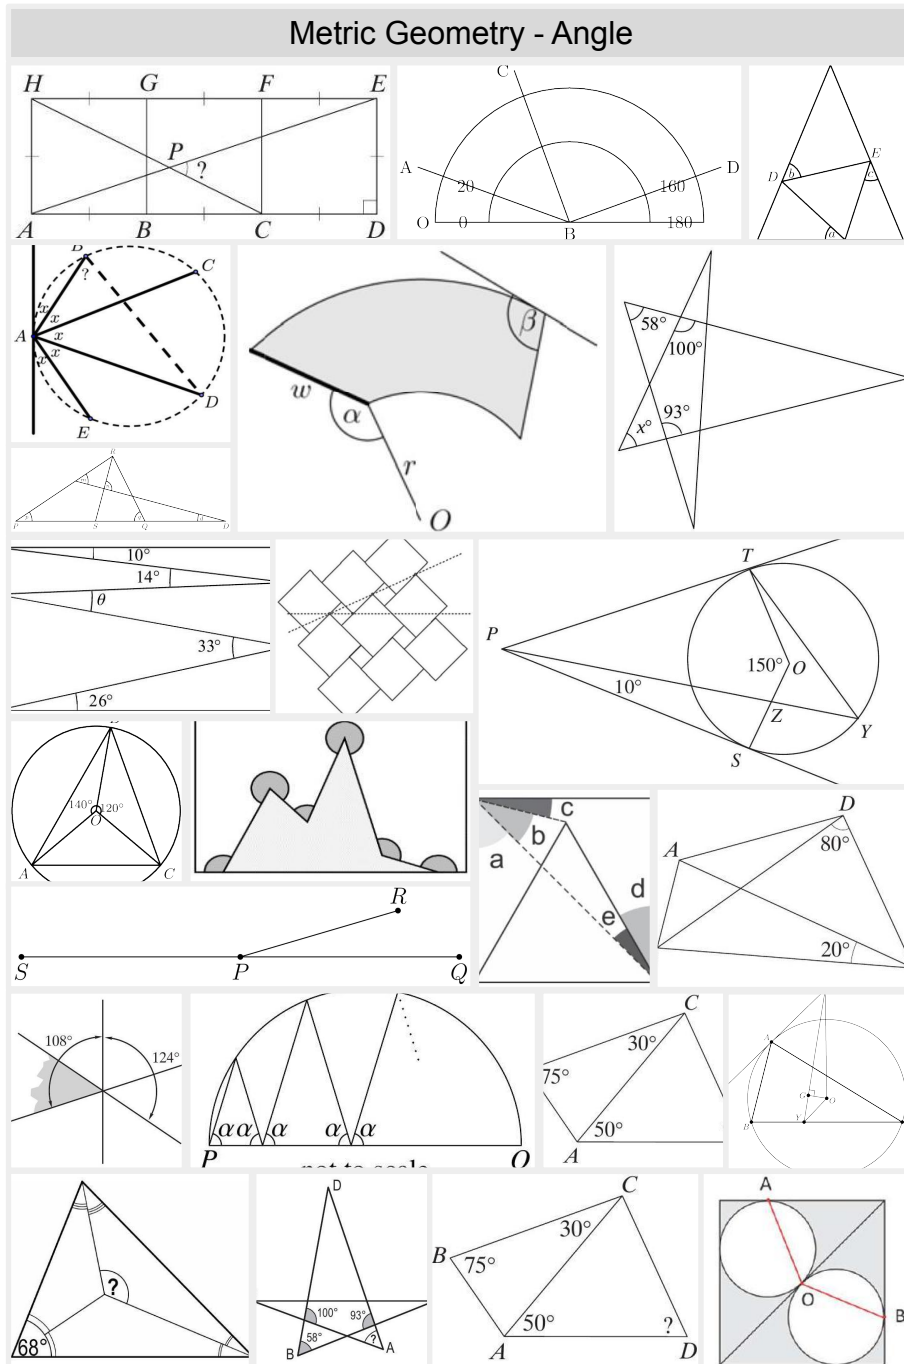 Metric Geometry - Angle
H G F E
P ?
A B C D
C
A D
20 160
O 0 180
B
E
D b c
a
B
? C
x
x
A x
x x
D
E
β
w α
r
O
58°
100°
93°
x°
R
P S Q D
10°
14°
θ
33°
26°
T
P
150° O
10°
Z
Y
S
140° 120°
O
A C
c
b
a
d
e
D
A
80°
20°
R
S P Q
108°
124°
α α α α α
P O
not to scale
C
30°
75°
50°
A
A
O
B Y
?
68°
D
100° 93°
58° ?
B A
C
30°
B
75°
50° ?
A D
A
O
B